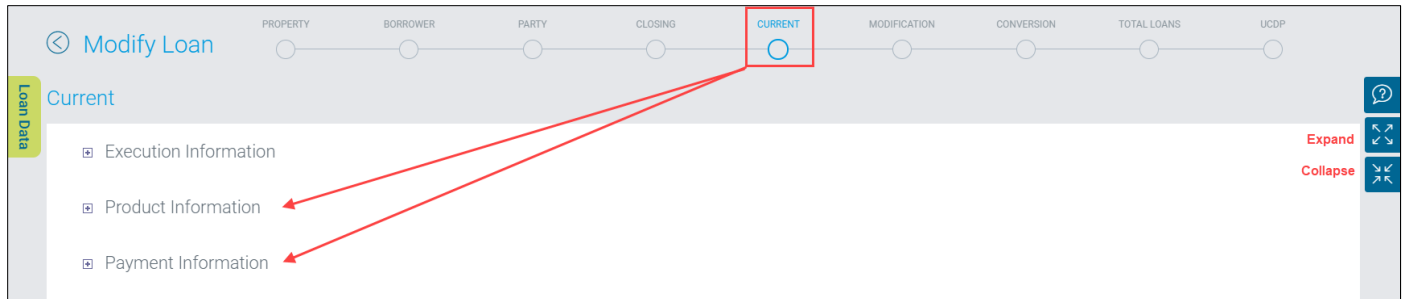 PROPERTY BORROWER PARTY CLOSING CURRENT MODIFICATION CONVERSION TOTAL LOANS UCDP
Modify Loan
Loan Data
Current
Execution Information
Expand
Collapse
Product Information
Payment Information